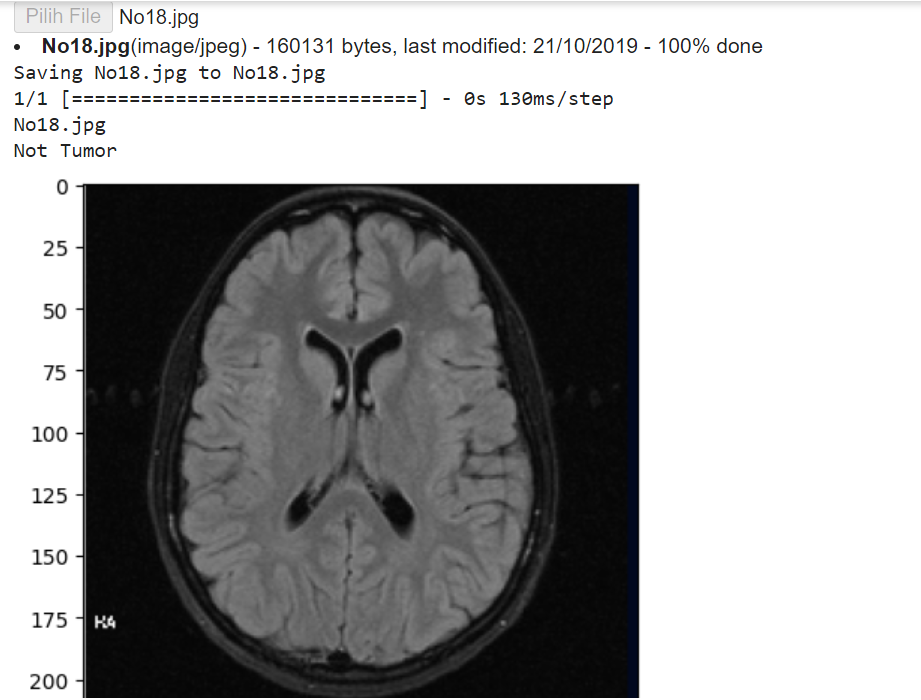 Pilih File No18.jpg
• No18.jpg(image/jpeg) - 160131 bytes, last modified: 21/10/2019 - 100% done
Saving No18.jpg to No18.jpg
1/1 [==============================] - 0s 130ms/step
No18.jpg
Not Tumor
0
25
50
75
100
125
150
175
200